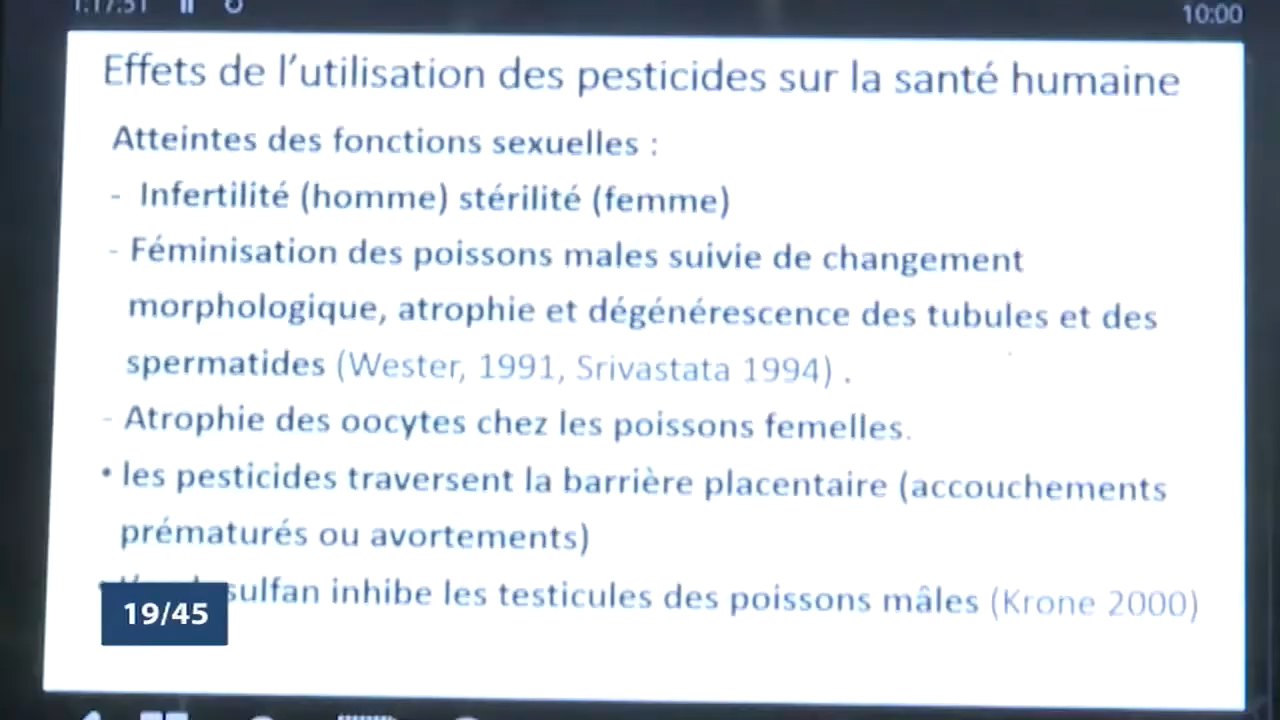 1:17:51
10:00
Effets de l'utilisation des pesticides sur la santé humaine
Atteintes des fonctions sexuelles :
- Infertilité (homme) stérilité (femme)
- Féminisation des poissons males suivie de changement
morphologique, atrophie et dégénérescence des tubules et des
spermatides (Wester, 1991, Srivastata 1994) .
- Atrophie des oocytes chez les poissons femelles.
• les pesticides traversent la barrière placentaire (accouchements
prématurés ou avortements)
inhibe les testicules des poissons mâles (Krone 2000)
19/45